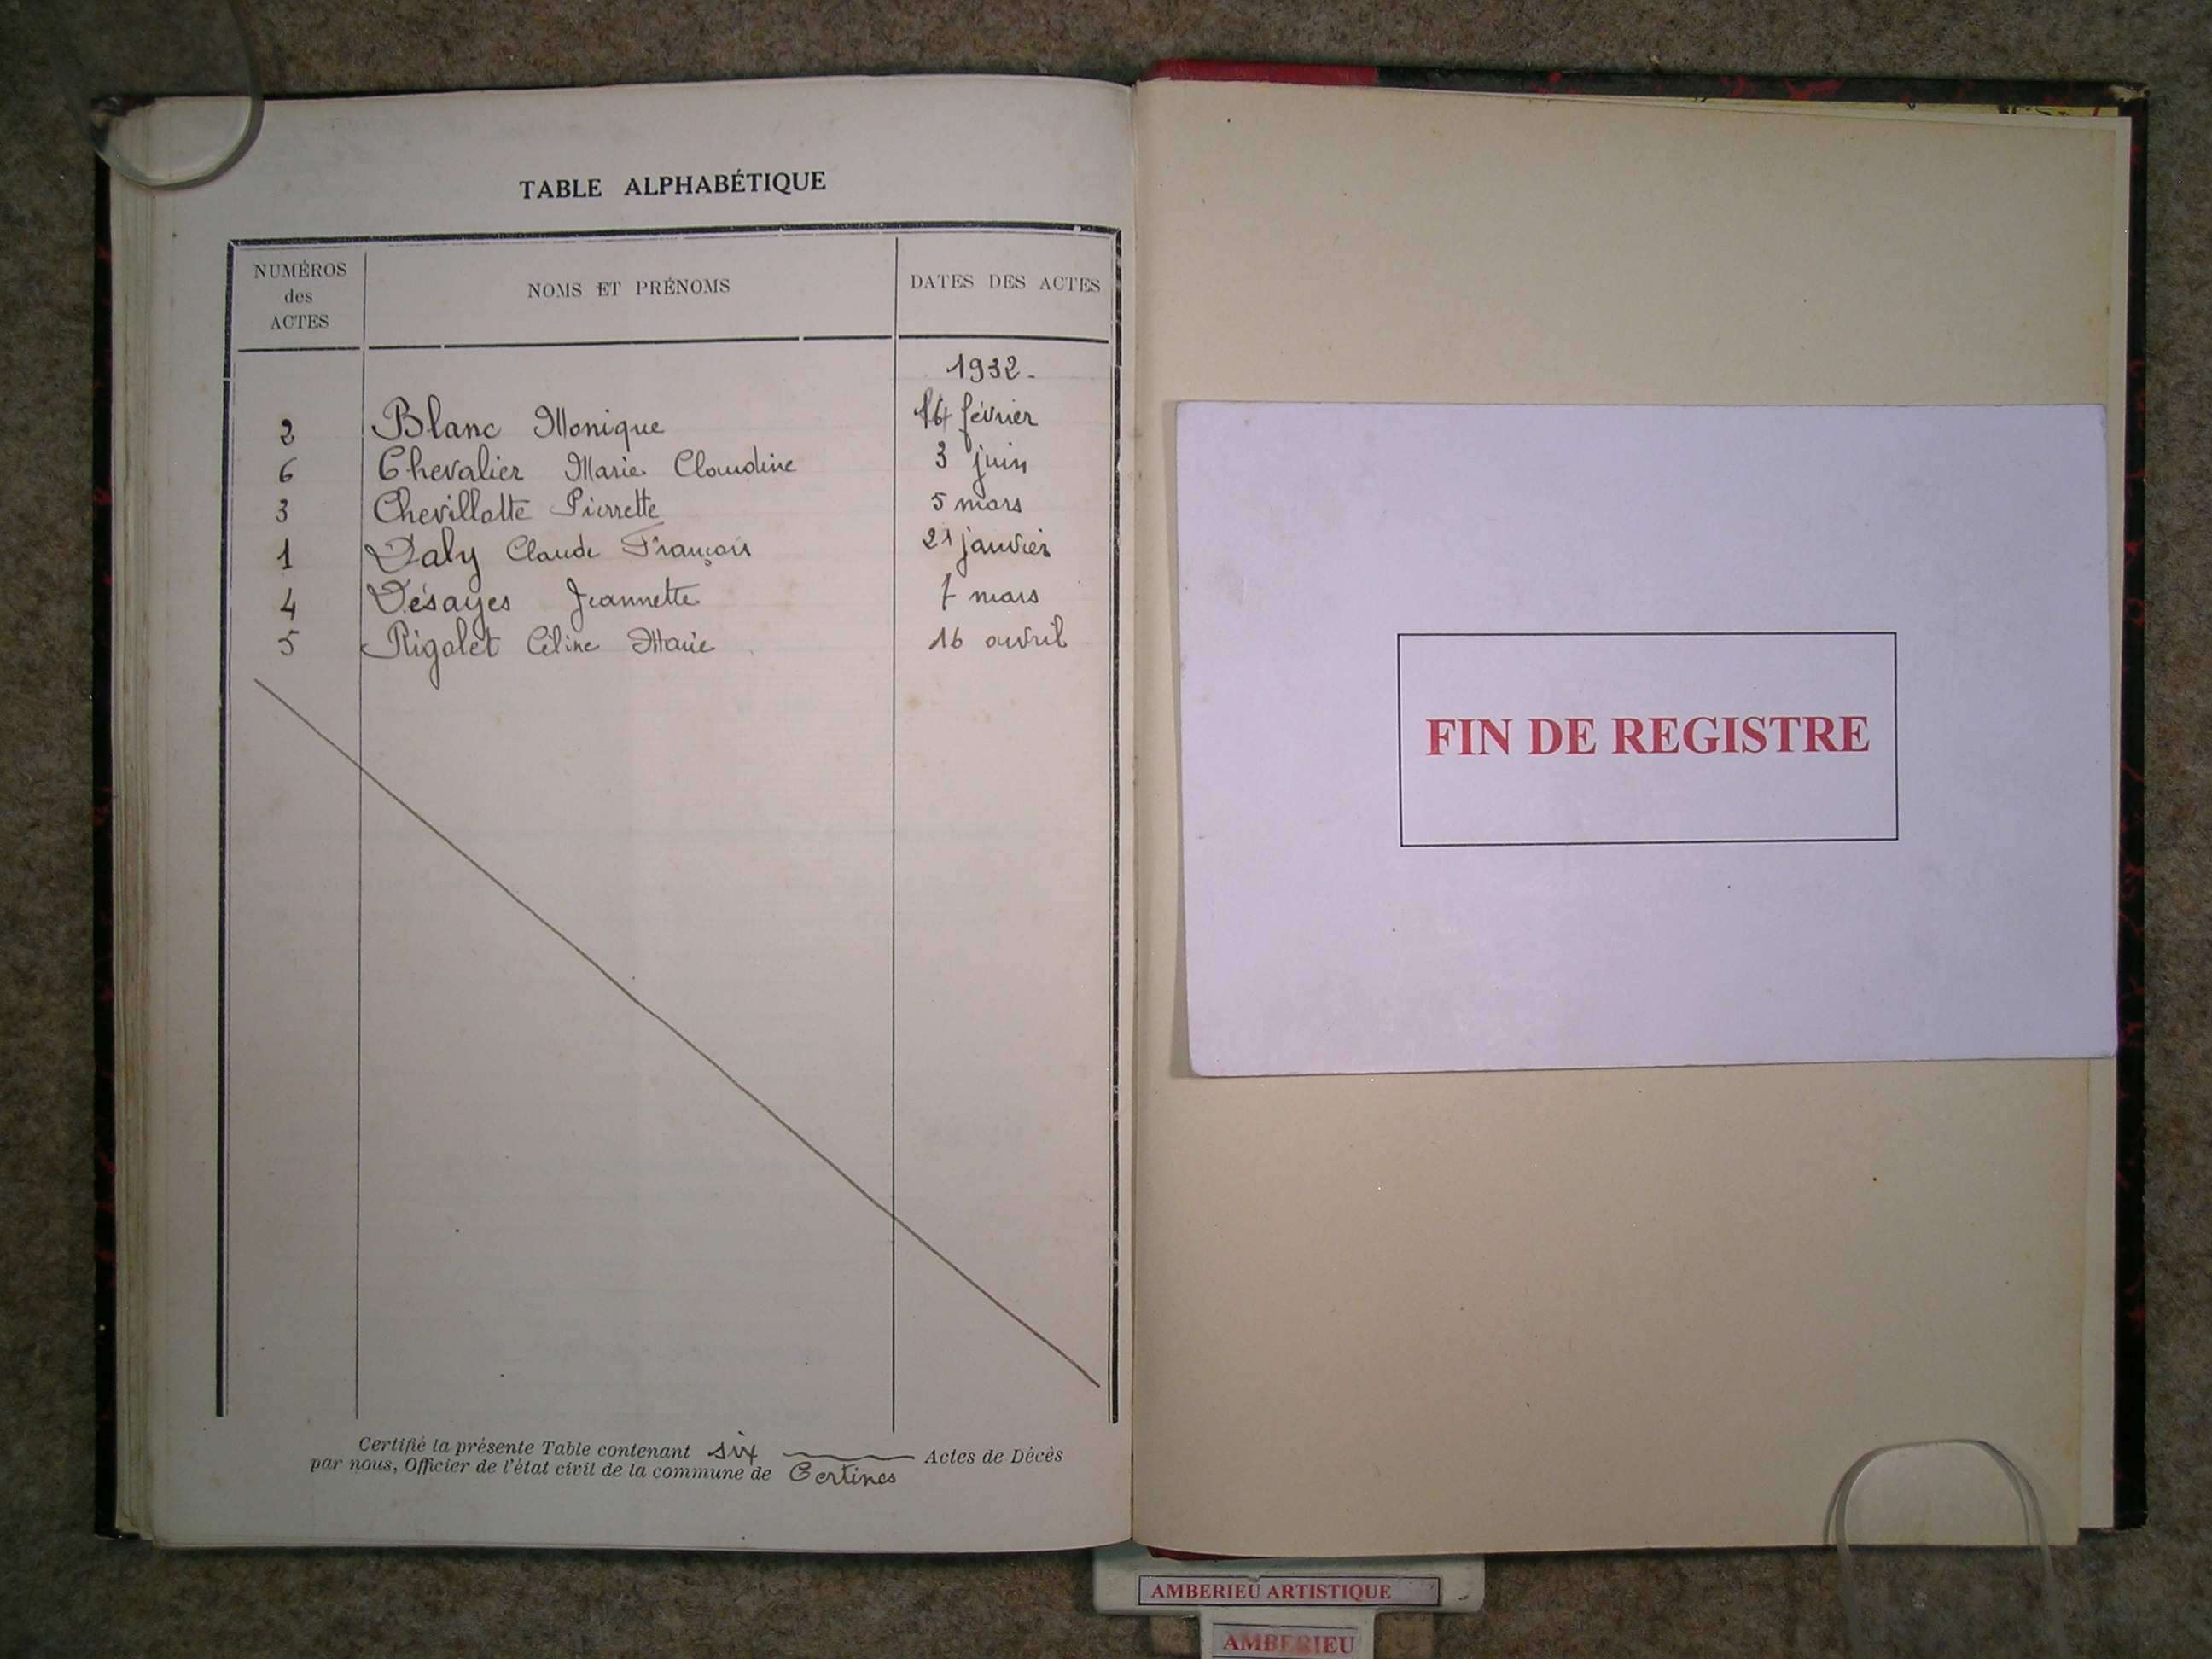 TABLE ALPHABÉTIQUE
NUMÉROS
des
ACTES
NOMS ET PRÉNOMS
DATES DES ACTES
1932.
2 Blanc Monique février
6 Chevalier Marie Claudine 3 juin
3 Chevillotte Pierrette 5 mars
1 Daly Claude François 21 janvier
4 Désayes Jeannette 7 mars
5 Rigolet Céline Marie 16 avril
Certifié la présente Table contenant six Actes de Décès
par nous, Officier de l'état civil de la commune de Certines
FIN DE REGISTRE
AMBERIEU ARTISTIQUE
AMBERIEU